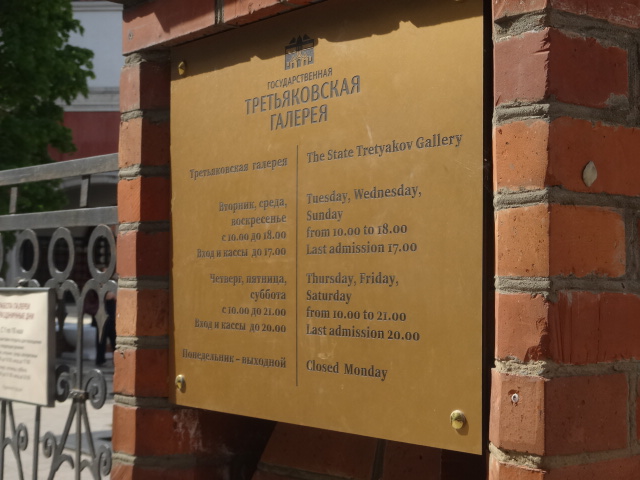 ГОСУДАРСТВЕННАЯ
ТРЕТЬЯКОВСКАЯ
ГАЛЕРЕЯ
Третьяковская галерея
Вторник, среда,
воскресенье
с 10.00 до 18.00
Вход и кассы до 17.00
Четверг, пятница,
суббота
с 10.00 до 21.00
Вход и кассы до 20.00
Понедельник - выходной
The State Tretyakov Gallery
Tuesday, Wednesday,
Sunday
from 10.00 to 18.00
Last admission 17.00
Thursday, Friday,
Saturday
from 10.00 to 21.00
Last admission 20.00
Closed Monday